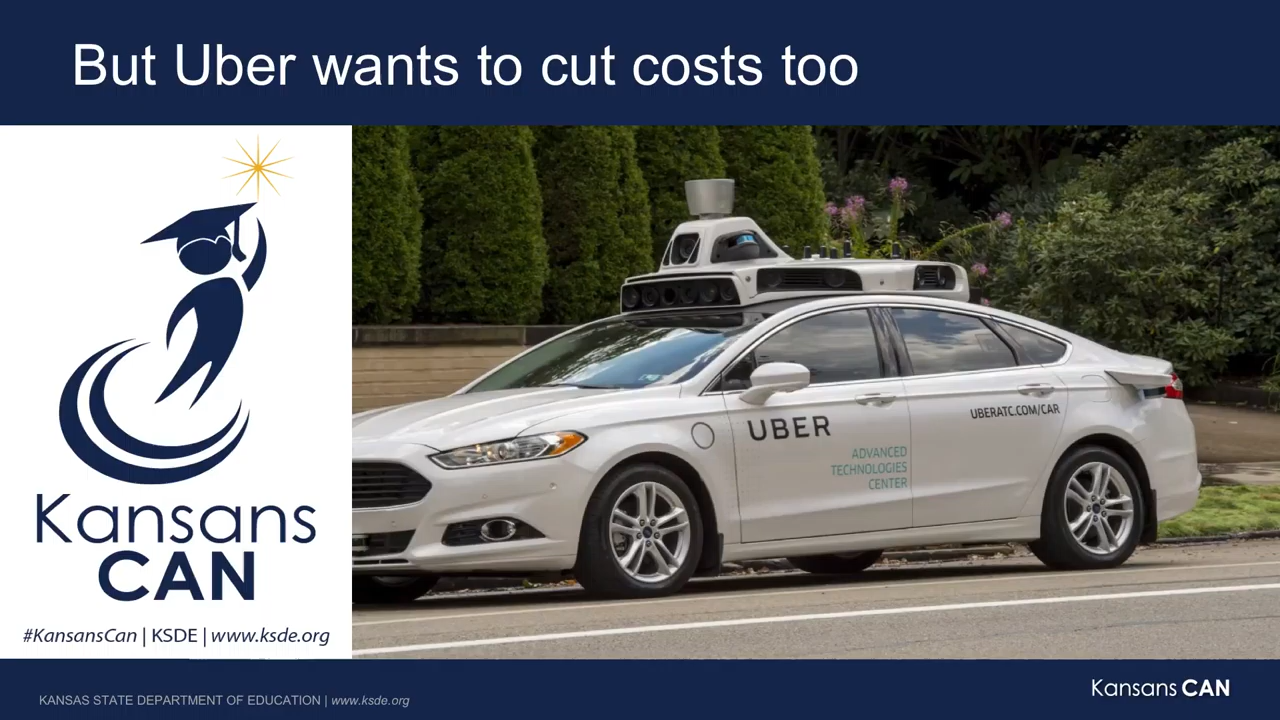 But Uber wants to cut costs too
Kansans
CAN
#KansansCan | KSDE | www.ksde.org
UBER
ADVANCED
TECHNOLOGIES
CENTER
UBERATC.COM/CAR
KANSAS STATE DEPARTMENT OF EDUCATION | www.ksde.org
Kansans CAN